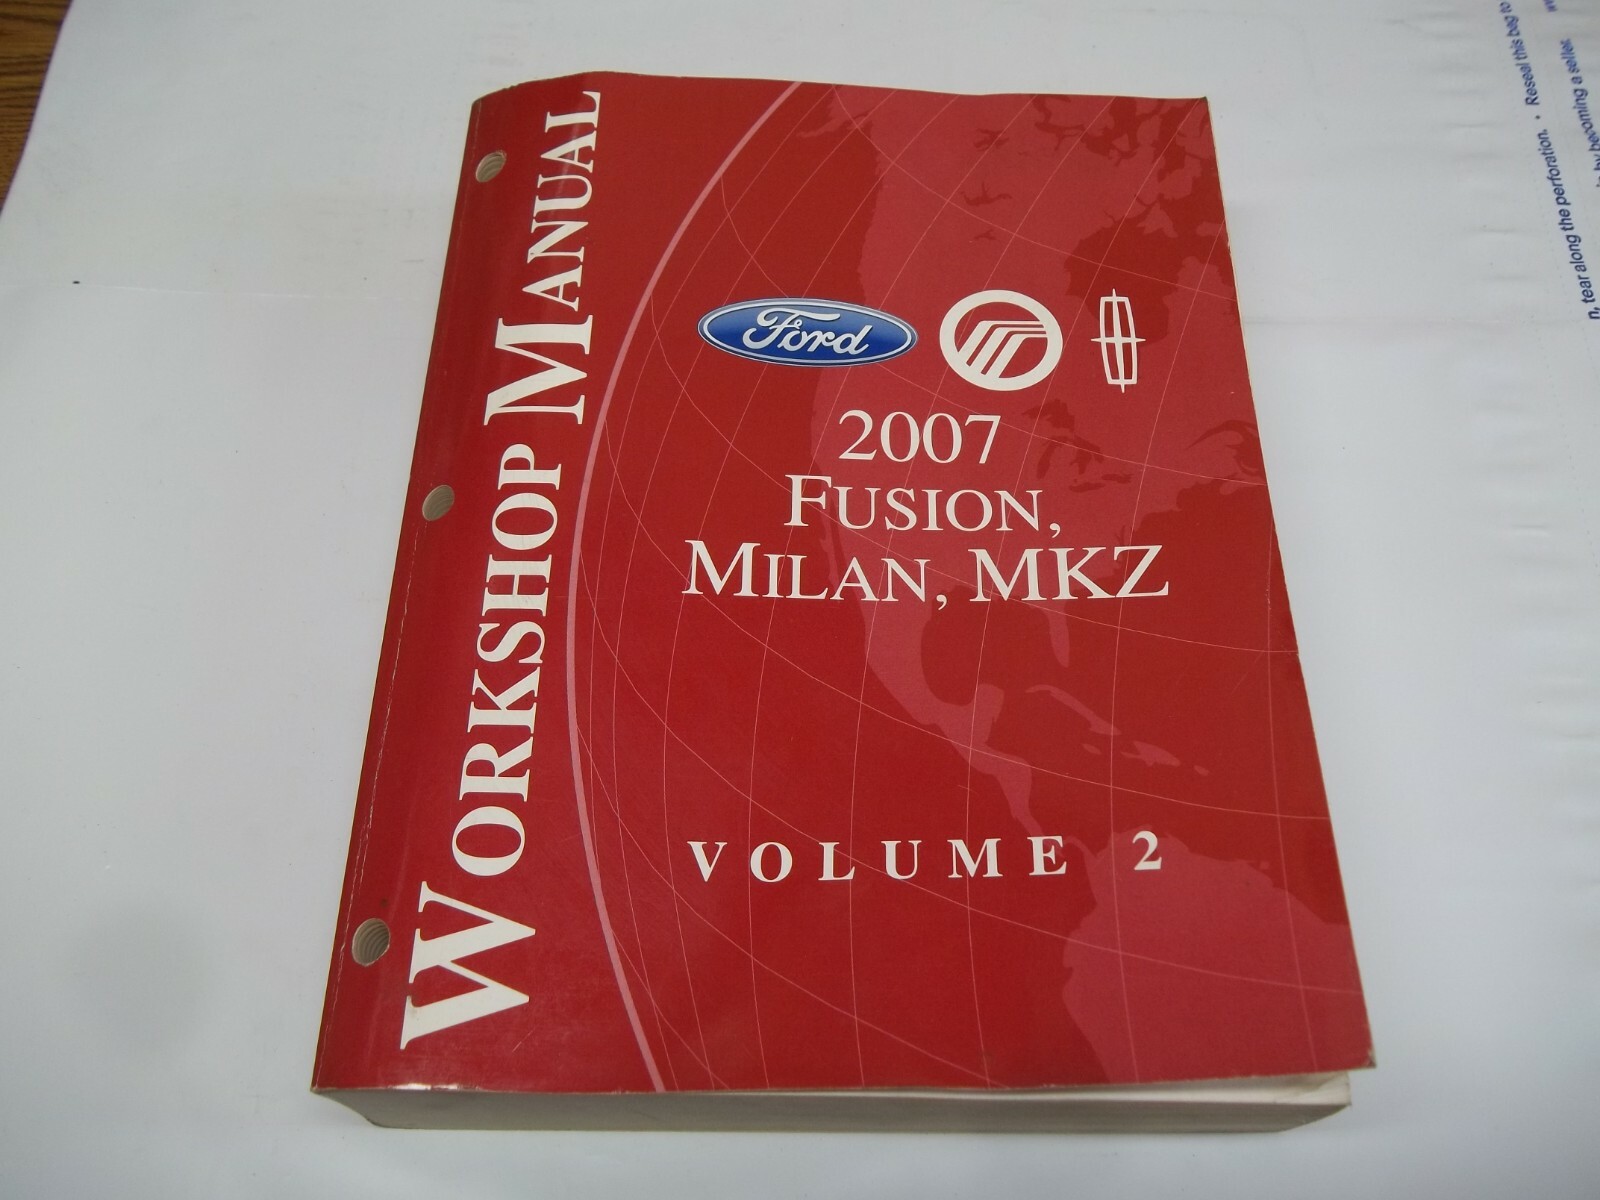 WORKSHOP MANUAL
Ford
2007
FUSION,
MILAN, MKZ
VOLUME 2
n, tear along the perforation. • Reseal this bag to
by becoming a seller.